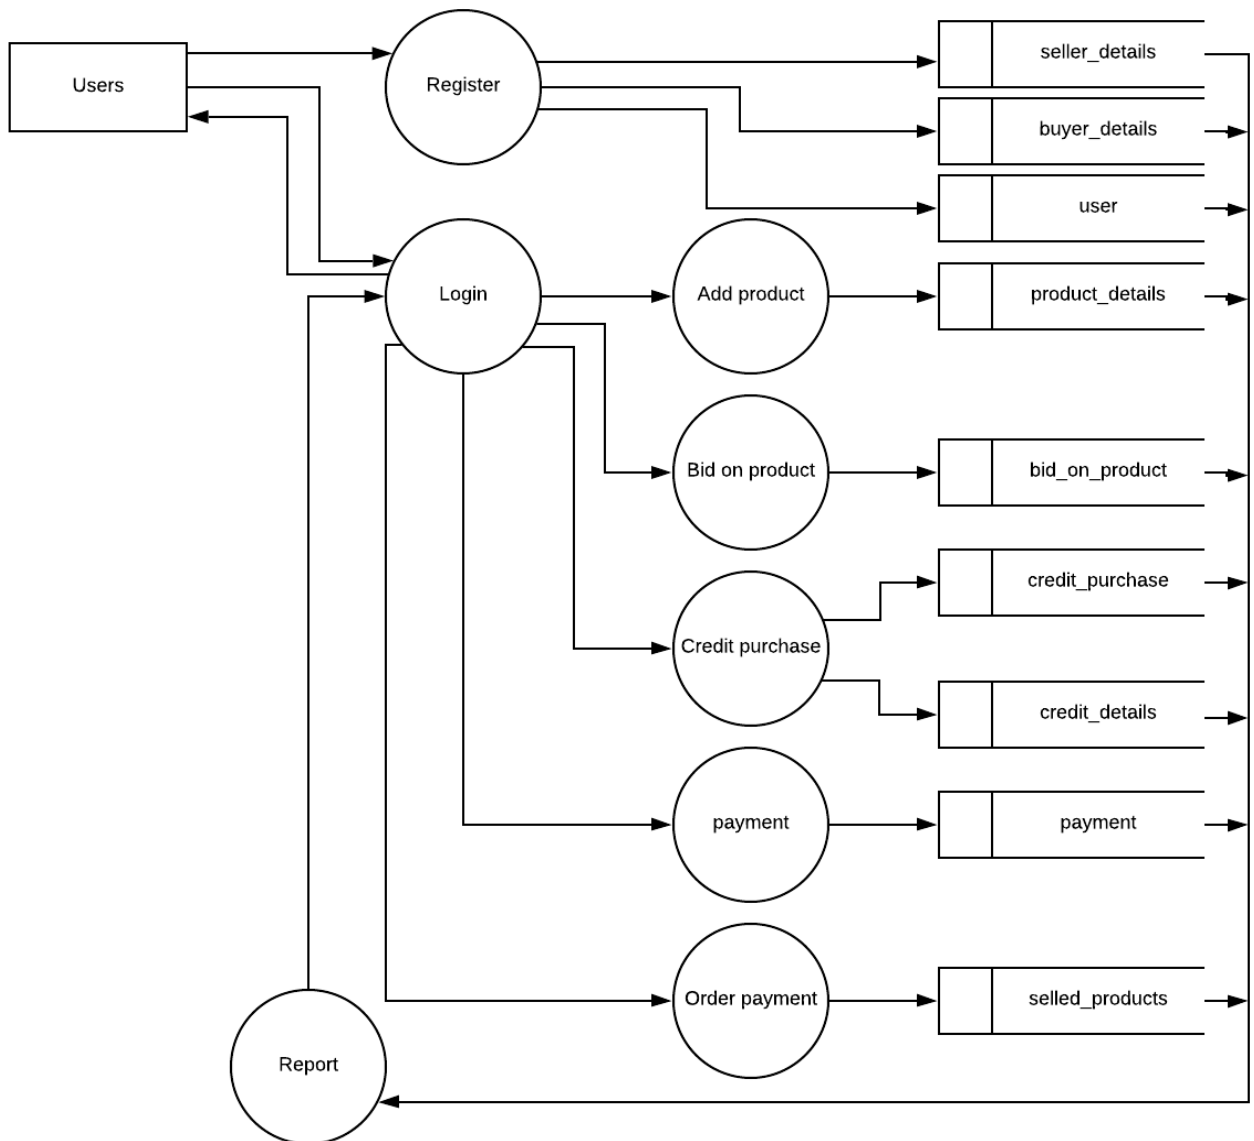 Users
Register
seller_details
buyer_details
user
Login
Add product
product_details
Bid on product
bid_on_product
Credit purchase
credit_purchase
credit_details
payment
payment
Order payment
selled_products
Report